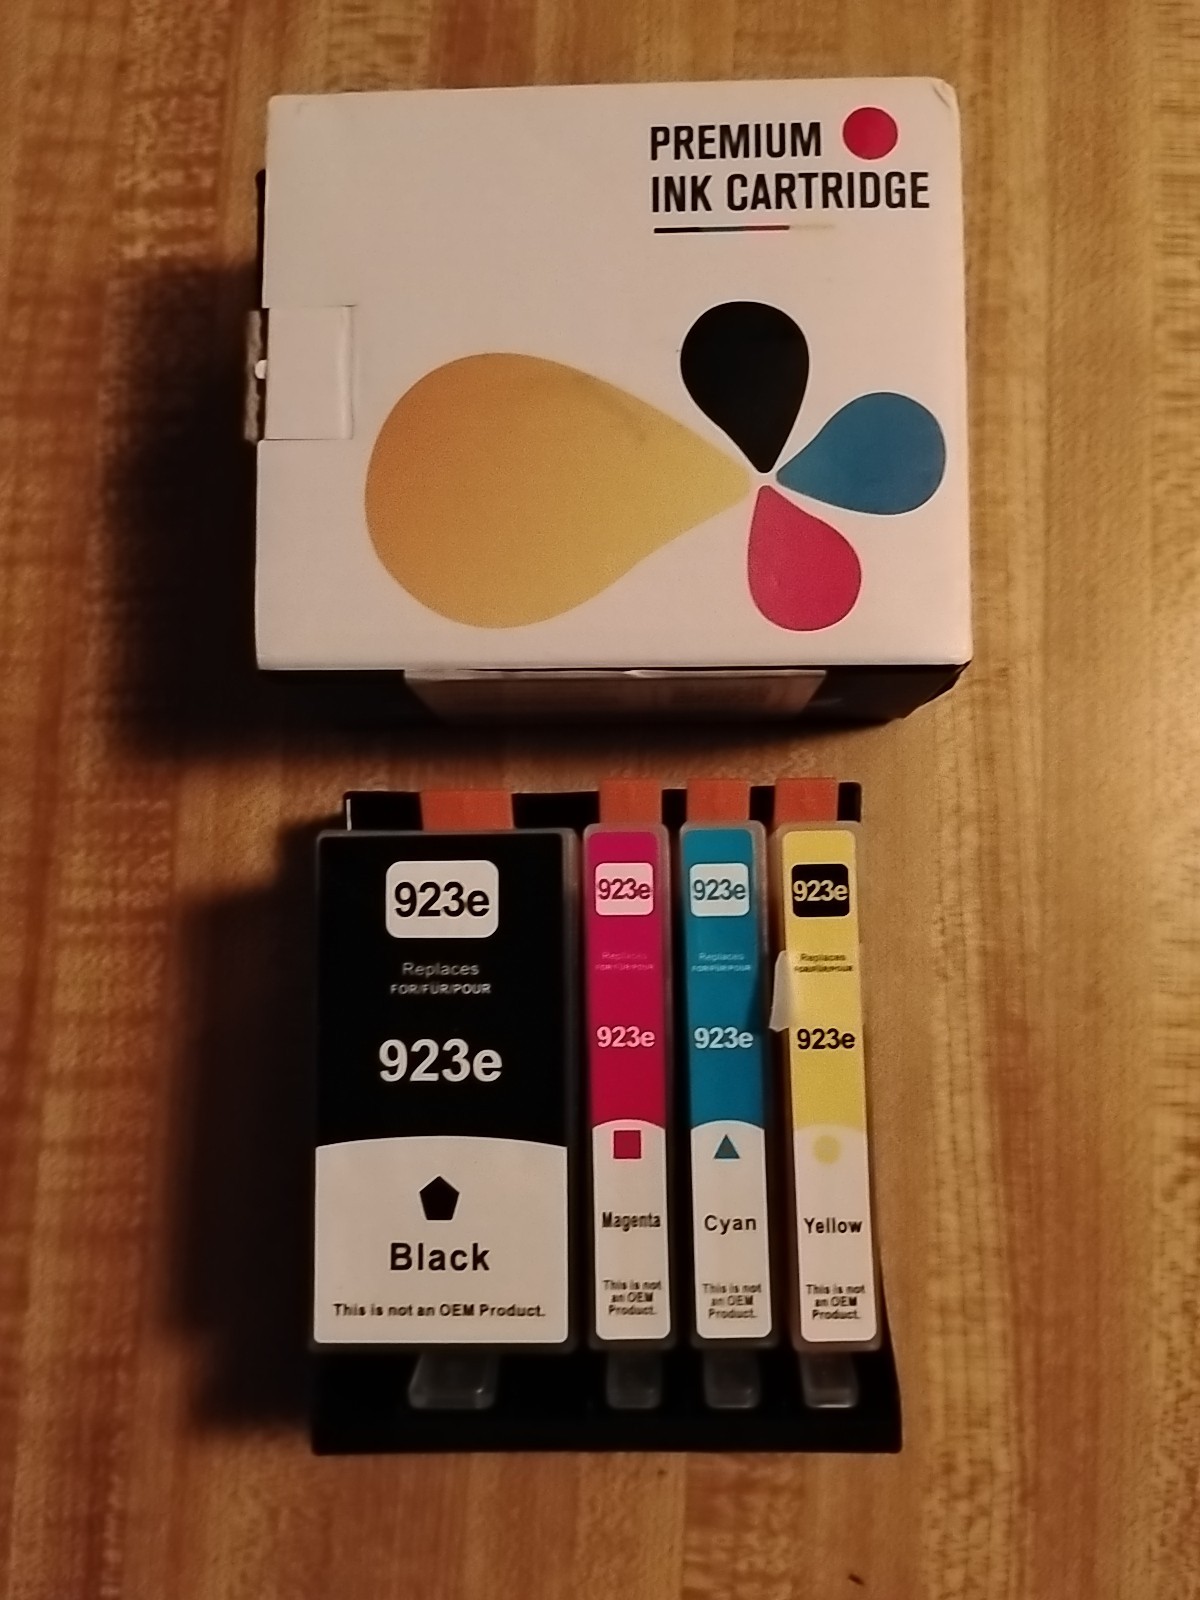 PREMIUM
INK CARTRIDGE
923e
Replaces
FOR/FÜR/POUR
923e
Black
This is not an OEM Product.
923e
Replaces
FOR/FÜR/POUR
923e
Magenta
This is not
an OEM
Product.
923e
Replaces
FOR/FÜR/POUR
923e
Cyan
This is not
an OEM
Product.
923e
Replaces
FOR/FÜR/POUR
923e
Yellow
This is not
an OEM
Product.